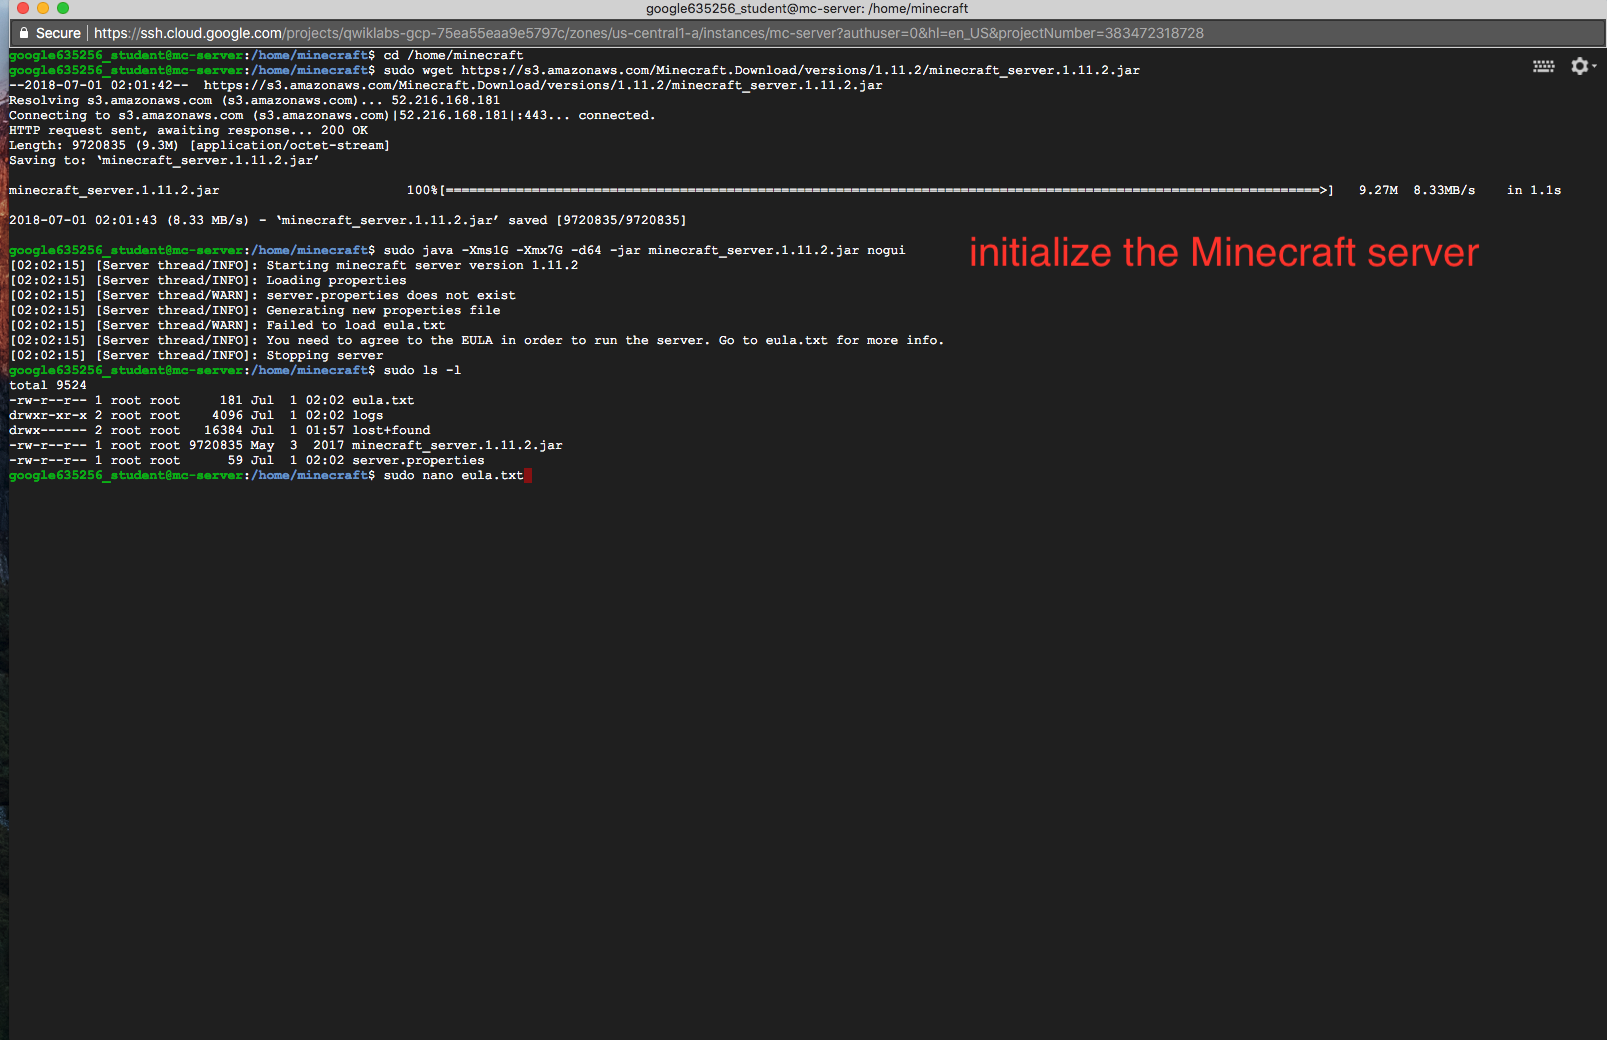 google635256_student@mc-server: /home/minecraft
Secure | https://ssh.cloud.google.com/projects/qwiklabs-gcp-75ea55eaa9e5797c/zones/us-central1-a/instances/mc-server?authuser=0&hl=en_US&projectNumber=383472318728
google635256_student@mc-server:/home/minecraft$ cd /home/minecraft
google635256_student@mc-server:/home/minecraft$ sudo wget https://s3.amazonaws.com/Minecraft.Download/versions/1.11.2/minecraft_server.1.11.2.jar
--2018-07-01 02:01:42--  https://s3.amazonaws.com/Minecraft.Download/versions/1.11.2/minecraft_server.1.11.2.jar
Resolving s3.amazonaws.com (s3.amazonaws.com)... 52.216.168.181
Connecting to s3.amazonaws.com (s3.amazonaws.com)|52.216.168.181|:443... connected.
HTTP request sent, awaiting response... 200 OK
Length: 9720835 (9.3M) [application/octet-stream]
Saving to: ‘minecraft_server.1.11.2.jar’
minecraft_server.1.11.2.jar 100%[================================================================================================================>] 9.27M 8.33MB/s in 1.1s
2018-07-01 02:01:43 (8.33 MB/s) - ‘minecraft_server.1.11.2.jar’ saved [9720835/9720835]
google635256_student@mc-server:/home/minecraft$ sudo java -Xms1G -Xmx7G -d64 -jar minecraft_server.1.11.2.jar nogui
initialize the Minecraft server
[02:02:15] [Server thread/INFO]: Starting minecraft server version 1.11.2
[02:02:15] [Server thread/INFO]: Loading properties
[02:02:15] [Server thread/WARN]: server.properties does not exist
[02:02:15] [Server thread/INFO]: Generating new properties file
[02:02:15] [Server thread/WARN]: Failed to load eula.txt
[02:02:15] [Server thread/INFO]: You need to agree to the EULA in order to run the server. Go to eula.txt for more info.
[02:02:15] [Server thread/INFO]: Stopping server
google635256_student@mc-server:/home/minecraft$ sudo ls -l
total 9524
-rw-r--r-- 1 root root     181 Jul  1 02:02 eula.txt
drwxr-xr-x 2 root root    4096 Jul  1 02:02 logs
drwx------ 2 root root   16384 Jul  1 01:57 lost+found
-rw-r--r-- 1 root root 9720835 May  3  2017 minecraft_server.1.11.2.jar
-rw-r--r-- 1 root root      59 Jul  1 02:02 server.properties
google635256_student@mc-server:/home/minecraft$ sudo nano eula.txt